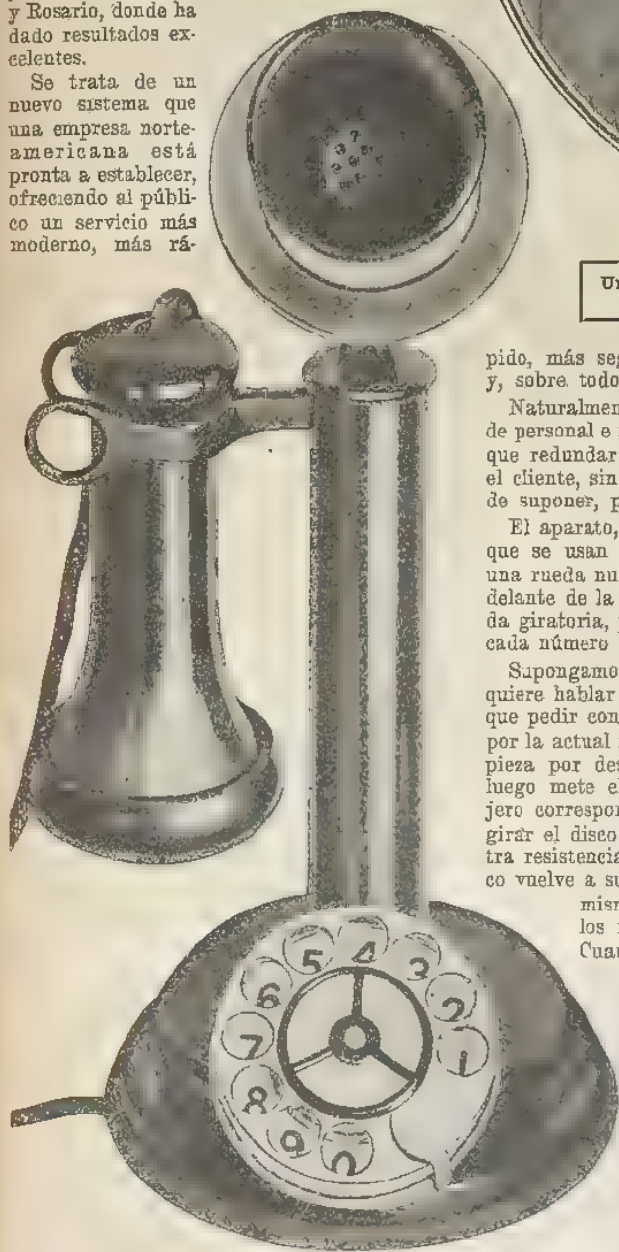 y Rosario, donde ha
dado resultados ex-
celentes.
Se trata de un
nuevo sistema que
una empresa norte-
americana está
pronta a establecer,
ofreciendo al públi-
co un servicio más
moderno, más rá-
pido, más seg
y, sobre todo
Naturalmen
de personal e
que redundar
el cliente, sin
de suponer, p
El aparato,
que se usan
una rueda nu
delante de la
da giratoria,
cada número
Supongamo
quiere hablar
que pedir con
por la actual
pieza por des
luego mete el
jero correspon
girar el disco
tra resistencia
co vuelve a su
misn
los
Cuan
5 4 3
6 2
7 1
8
9 0